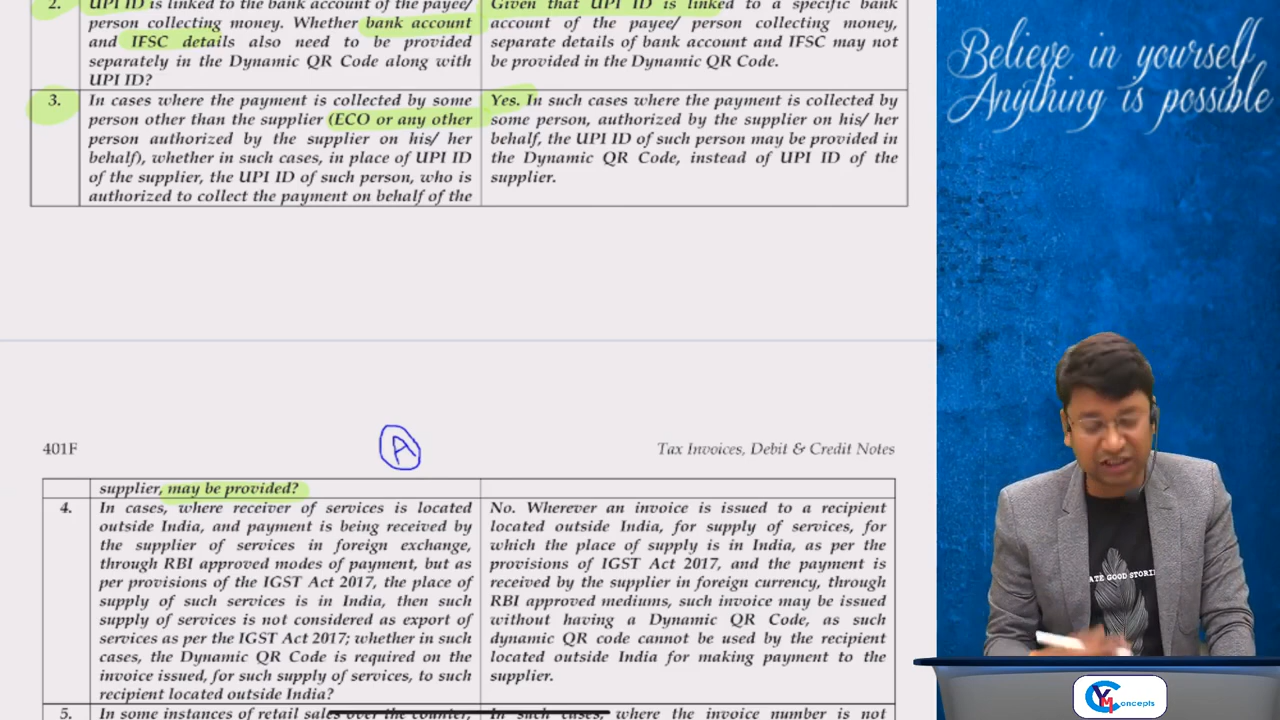 2. UPI ID is linked to the bank account of the payee/
person collecting money. Whether bank account
and IFSC details also need to be provided
separately in the Dynamic QR Code along with
UPI ID?
Given that UPI ID is linked to a specific bank
account of the payee/ person collecting money,
separate details of bank account and IFSC may not
be provided in the Dynamic QR Code.
3. In cases where the payment is collected by some
person other than the supplier (ECO or any other
person authorized by the supplier on his/ her
behalf), whether in such cases, in place of UPI ID
of the supplier, the UPI ID of such person, who is
authorized to collect the payment on behalf of the
Yes. In such cases where the payment is collected by
some person, authorized by the supplier on his/ her
behalf, the UPI ID of such person may be provided in
the Dynamic QR Code, instead of UPI ID of the
supplier.
401F
A
Tax Invoices, Debit & Credit Notes
supplier, may be provided?
4. In cases, where receiver of services is located
outside India, and payment is being received by
the supplier of services in foreign exchange,
through RBI approved modes of payment, but as
per provisions of the IGST Act 2017, the place of
supply of such services is in India, then such
supply of services is not considered as export of
services as per the IGST Act 2017; whether in such
cases, the Dynamic QR Code is required on the
invoice issued, for such supply of services, to such
recipient located outside India?
No. Wherever an invoice is issued to a recipient
located outside India, for supply of services, for
which the place of supply is in India, as per the
provisions of IGST Act 2017, and the payment is
received by the supplier in foreign currency, through
RBI approved mediums, such invoice may be issued
without having a Dynamic QR Code, as such
dynamic QR code cannot be used by the recipient
located outside India for making payment to the
supplier.
5. In some instances of retail sales over the counter,
In such cases, where the invoice number is not
Believe in yourself
Anything is possible
ATE GOOD STORI
YM Concepts